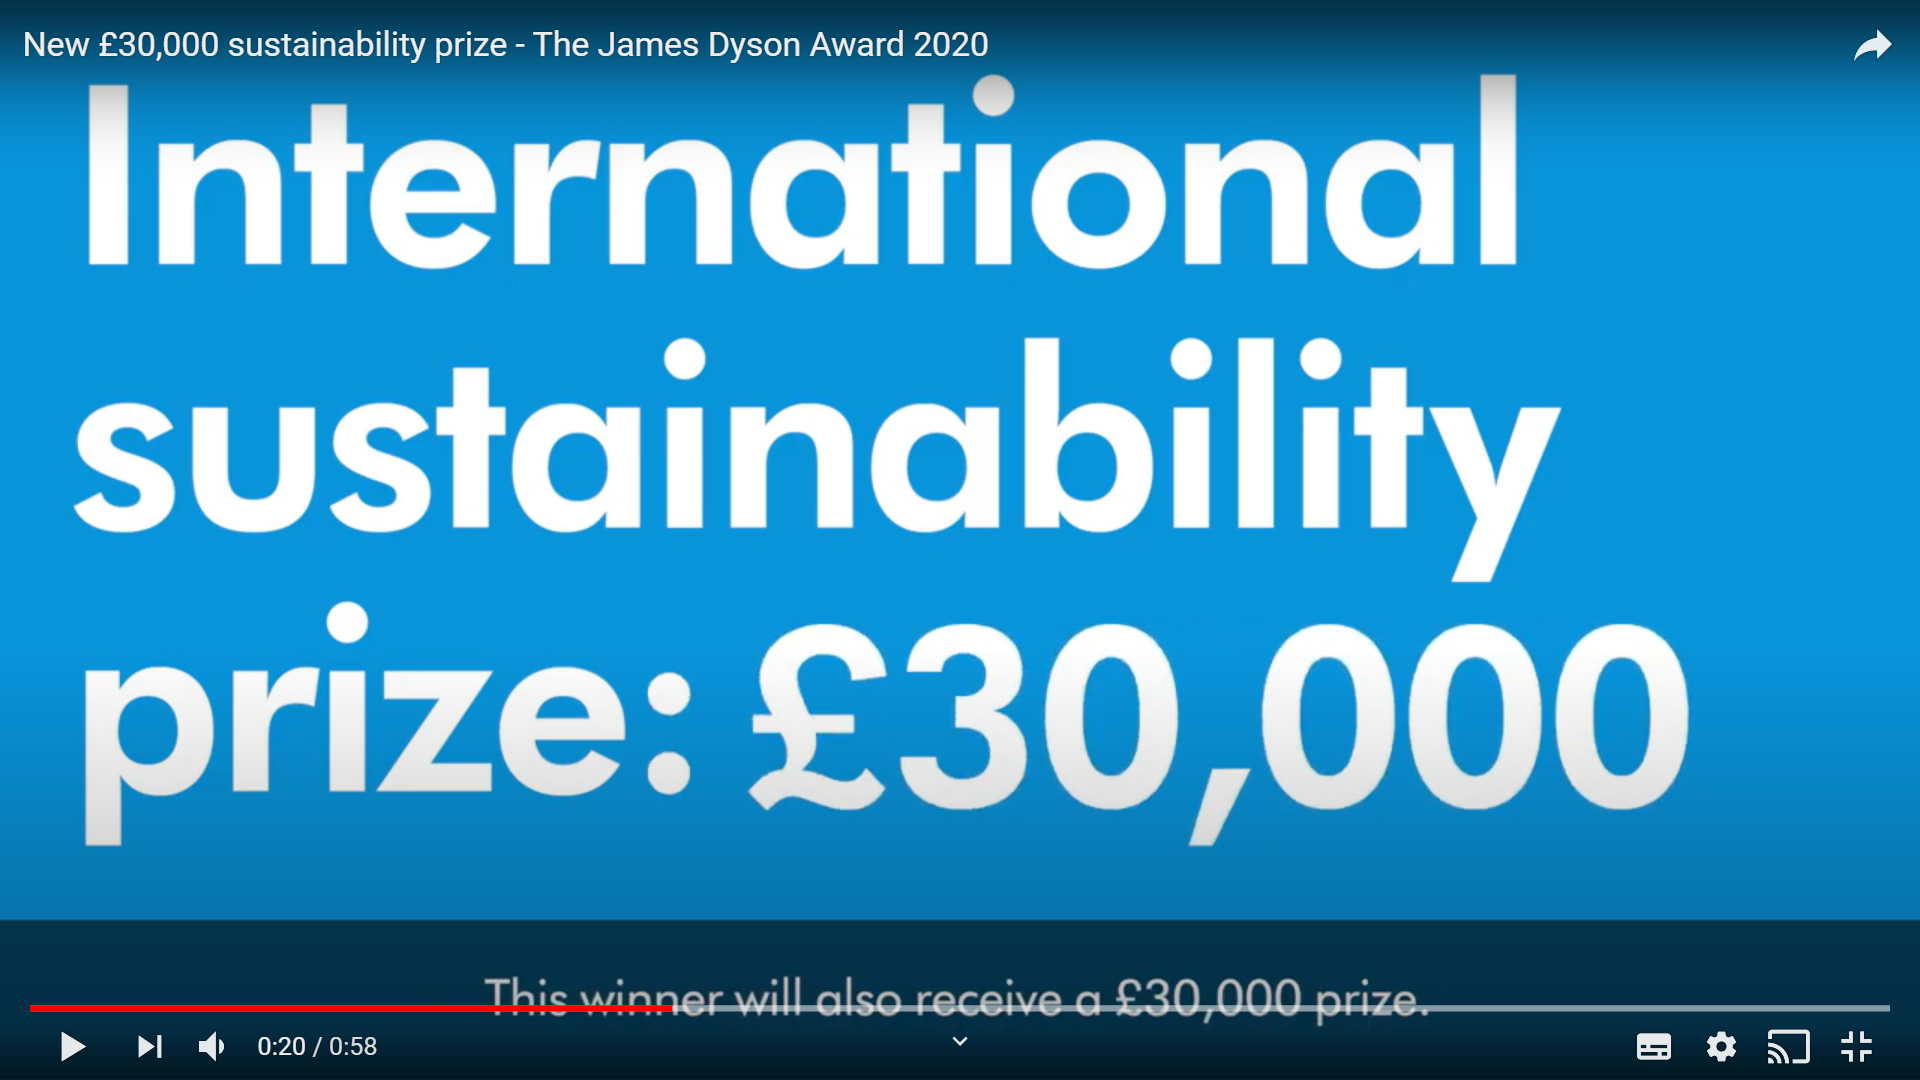 New £30,000 sustainability prize - The James Dyson Award 2020
International
sustainability
prize: £30,000
This winner will also receive a £30,000 prize.
0:20 / 0:58